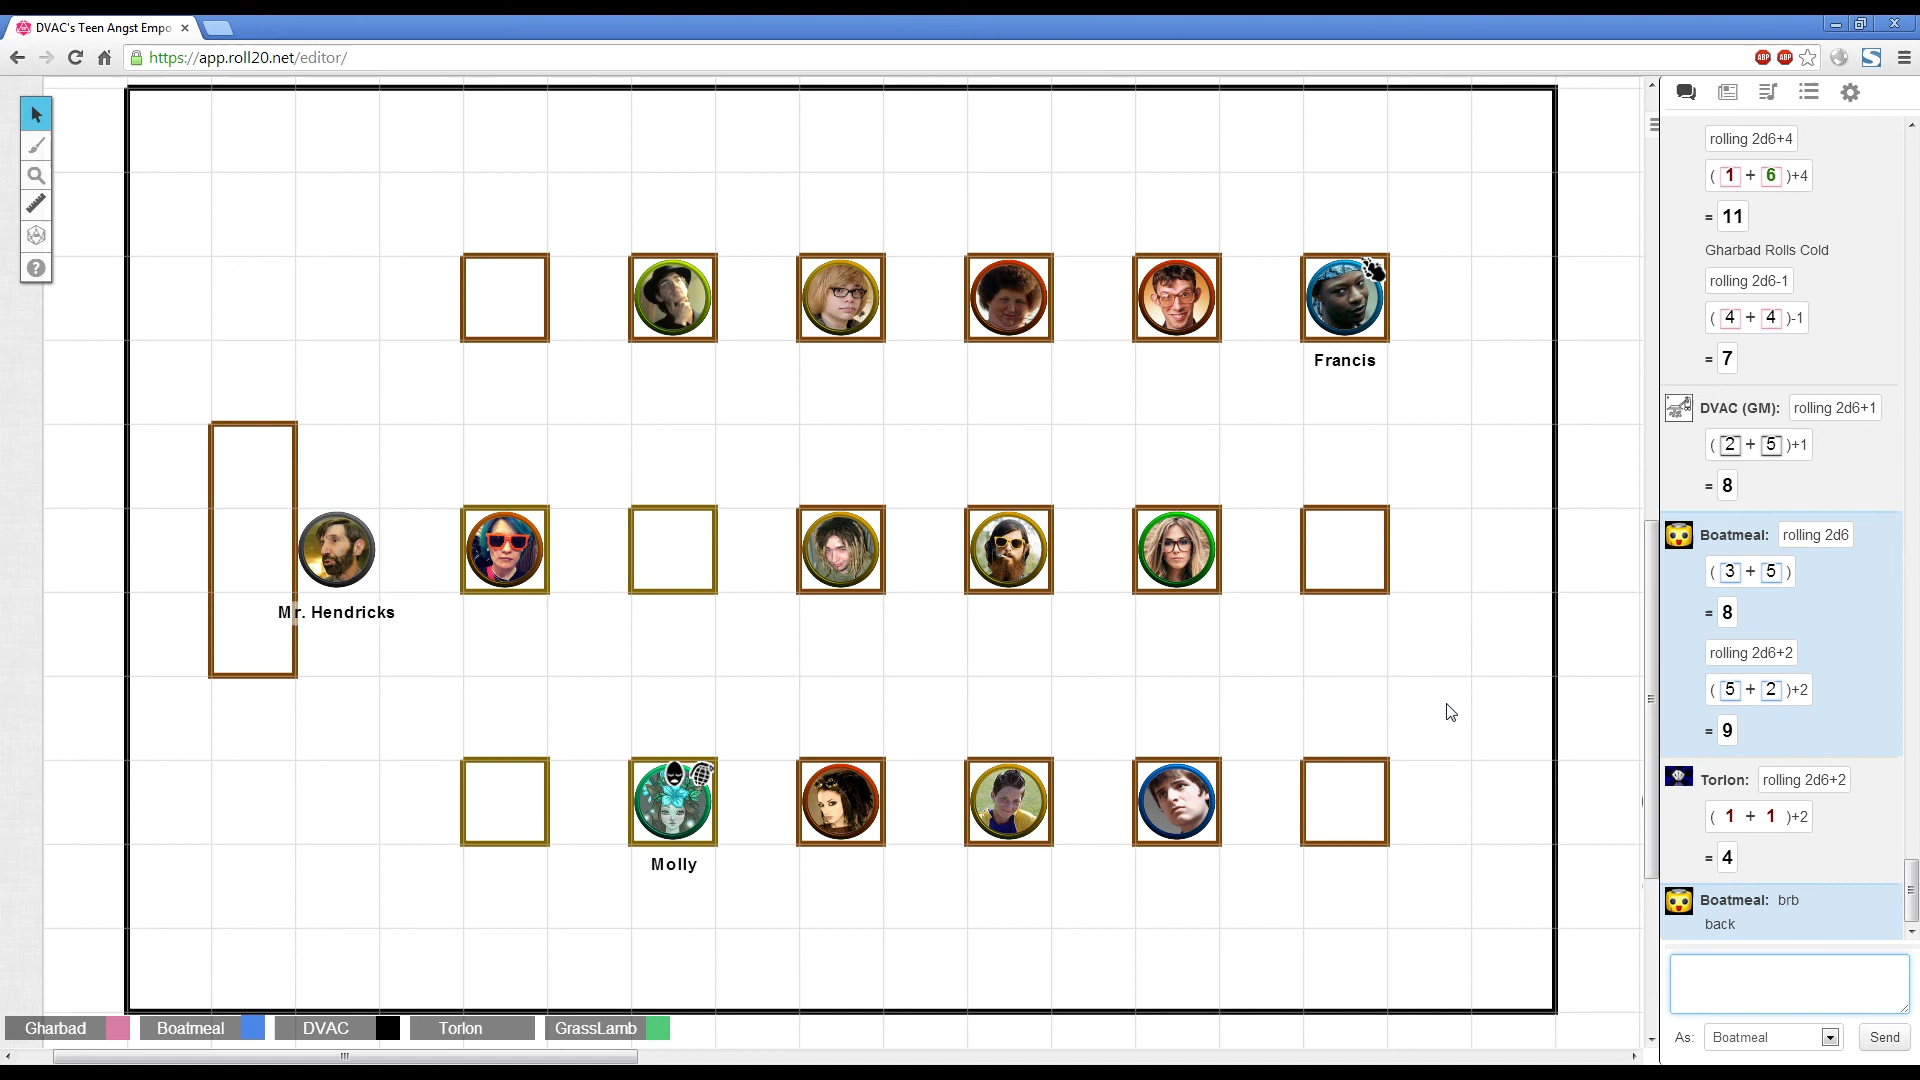 DVAC's Teen Angst Empo
https://app.roll20.net/editor/
rolling 2d6+4
( 1 + 6 )+4
= 11
Gharbad Rolls Cold
rolling 2d6-1
( 4 + 4 )-1
= 7
DVAC (GM): rolling 2d6+1
( 2 + 5 )+1
= 8
Boatmeal: rolling 2d6
( 3 + 5 )
= 8
rolling 2d6+2
( 5 + 2 )+2
= 9
Torlon: rolling 2d6+2
( 1 + 1 )+2
= 4
Boatmeal: brb
back
As: Boatmeal Send
Francis
Mr. Hendricks
Molly
Gharbad Boatmeal DVAC Torlon GrassLamb
ABP ABP